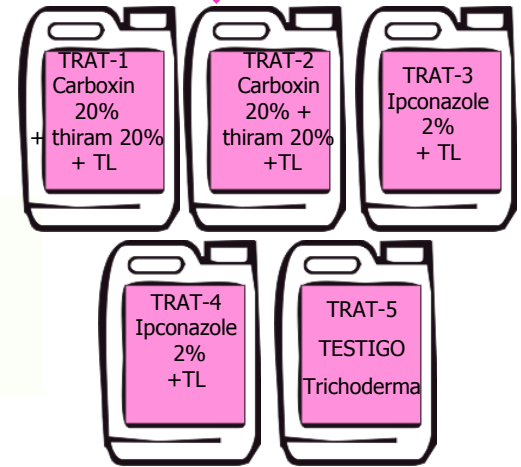 TRAT-1
Carboxin
20%
+ thiram 20%
+ TL
TRAT-2
Carboxin
20% +
thiram 20%
+TL
TRAT-3
Ipconazole
2%
+ TL
TRAT-4
Ipconazole
2%
+TL
TRAT-5
TESTIGO
Trichoderma